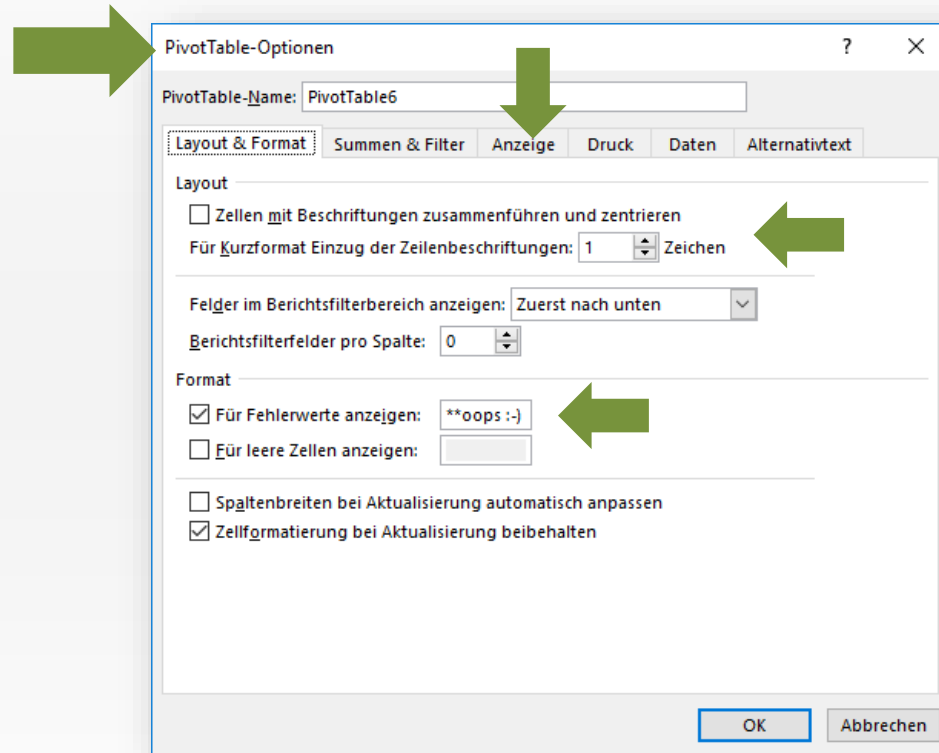 PivotTable-Optionen ?
PivotTable-Name: PivotTable6
Layout & Format Summen & Filter Anzeige Druck Daten Alternativtext
Layout
Zellen mit Beschriftungen zusammenführen und zentrieren
Für Kurzformat Einzug der Zeilenbeschriftungen: 1 Zeichen
Felder im Berichtsfilterbereich anzeigen: Zuerst nach unten
Berichtsfilterfelder pro Spalte: 0
Format
Für Fehlerwerte anzeigen: **oops :-)
Für leere Zellen anzeigen:
Spaltenbreiten bei Aktualisierung automatisch anpassen
Zellformatierung bei Aktualisierung beibehalten
OK Abbrechen